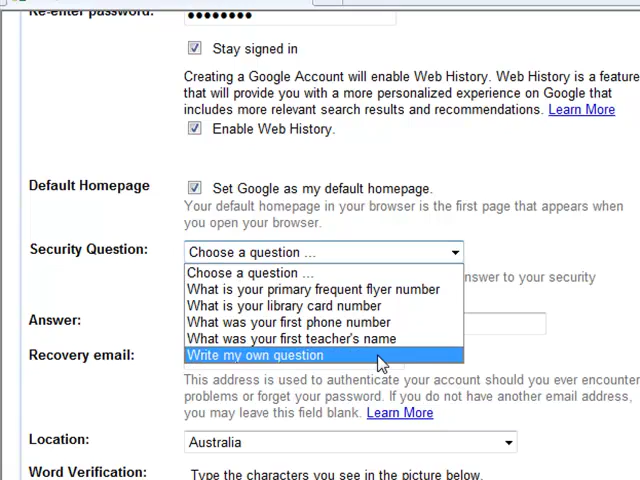 Re-enter password:
Stay signed in
Creating a Google Account will enable Web History. Web History is a feature
that will provide you with a more personalized experience on Google that
includes more relevant search results and recommendations. Learn More
Enable Web History.
Default Homepage
Set Google as my default homepage.
Your default homepage in your browser is the first page that appears when
you open your browser.
Security Question:
Choose a question ...
Choose a question ...
What is your primary frequent flyer number
nswer to your security
What is your library card number
What was your first phone number
Answer:
What was your first teacher's name
Recovery email:
Write my own question
This address is used to authenticate your account should you ever encounter
problems or forget your password. If you do not have another email address,
you may leave this field blank. Learn More
Location:
Australia
Word Verification:
Type the characters you see in the picture below.